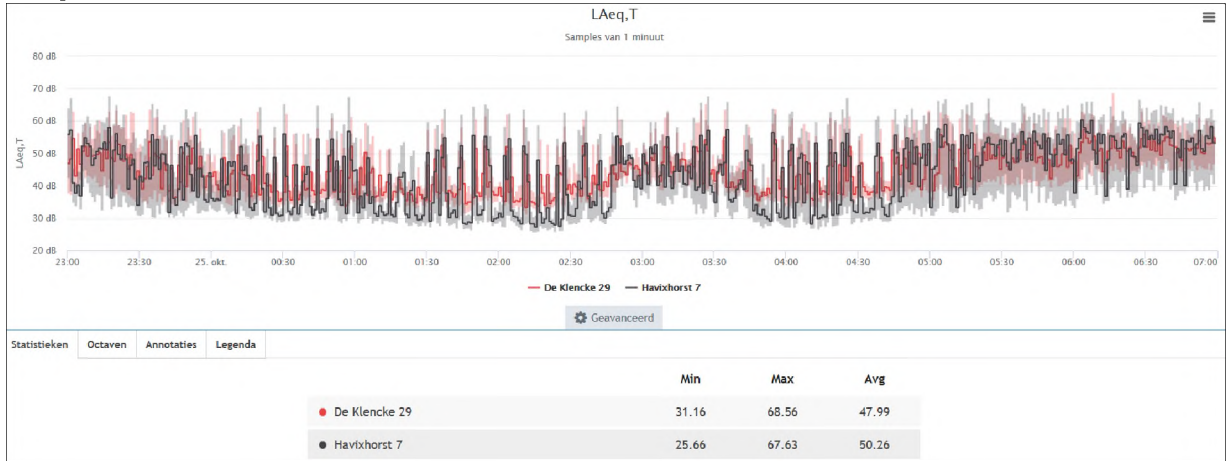 LAeq,T
Samples van 1 minuut
80 dB
70 dB
60 dB
50 dB
40 dB
30 dB
20 dB
LAeq,T
23:00 23:30 25. okt. 00:30 01:00 01:30 02:00 02:30 03:00 03:30 04:00 04:30 05:00 05:30 06:00 06:30 07:00
De Klencke 29 Havixhorst 7
Geavanceerd
Statistieken Octaven Annotaties Legenda
Min Max Avg
De Klencke 29 31.16 68.56 47.99
Havixhorst 7 25.66 67.63 50.26